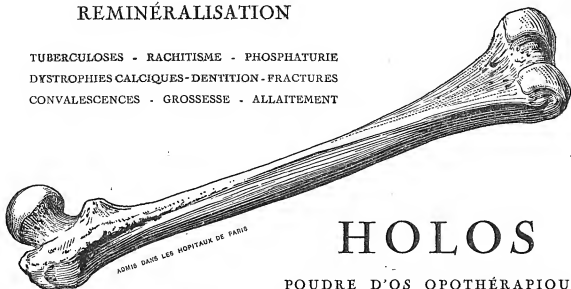 REMINÉRALISATION
TUBERCULOSES - RACHITISME - PHOSPHATURIE
DYSTROPHIES CALCIQUES - DENTITION - FRACTURES
CONVALESCENCES - GROSSESSE - ALLAITEMENT
ADMIS DANS LES HOPITAUX DE PARIS
HOLOS
POUDRE D'OS OPOTHÉRAPIQU